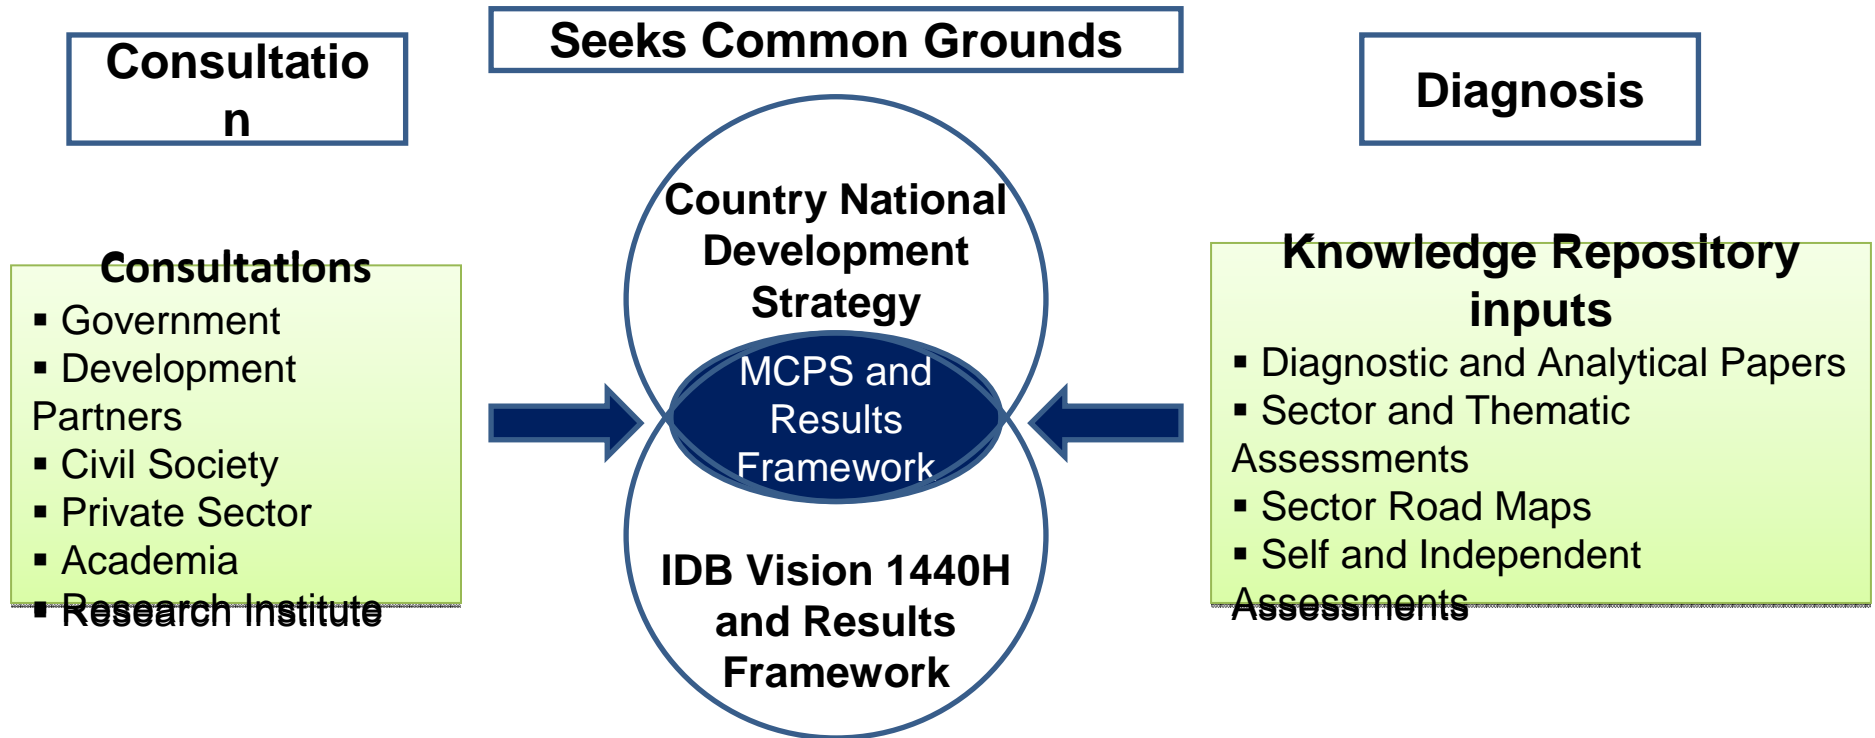 Consultatio
n
Seeks Common Grounds
Diagnosis
Consultations
▪ Government
▪ Development
Partners
▪ Civil Society
▪ Private Sector
▪ Academia
▪ Research Institute
Country National
Development
Strategy
MCPS and
Results
Framework
IDB Vision 1440H
and Results
Framework
Knowledge Repository
inputs
▪ Diagnostic and Analytical Papers
▪ Sector and Thematic
Assessments
▪ Sector Road Maps
▪ Self and Independent
Assessments